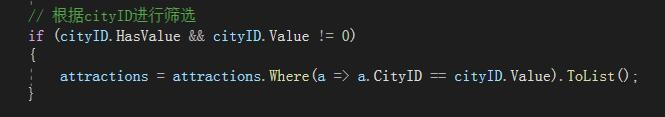 // 根据cityID进行筛选
if (cityID.HasValue && cityID.Value != 0)
{
attractions = attractions.Where(a => a.CityID == cityID.Value).ToList();
}